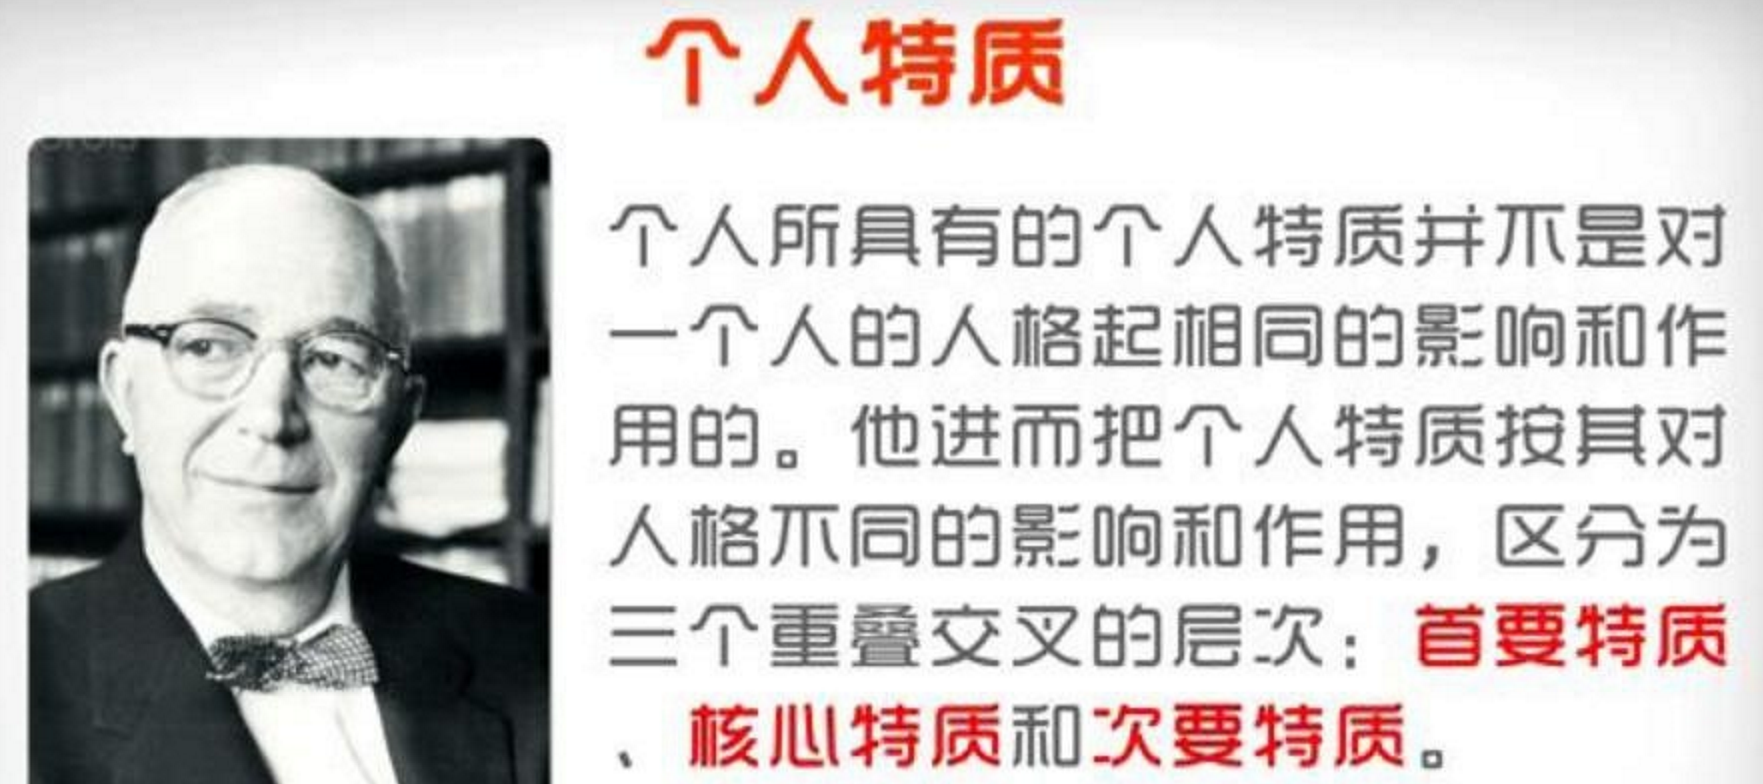 个人特质
个人所具有的个人特质并不是对
一个人的人格起相同的影响和作
用的。他进而把个人特质按其对
人格不同的影响和作用，区分为
三个重叠交叉的层次：首要特质
、核心特质和次要特质。